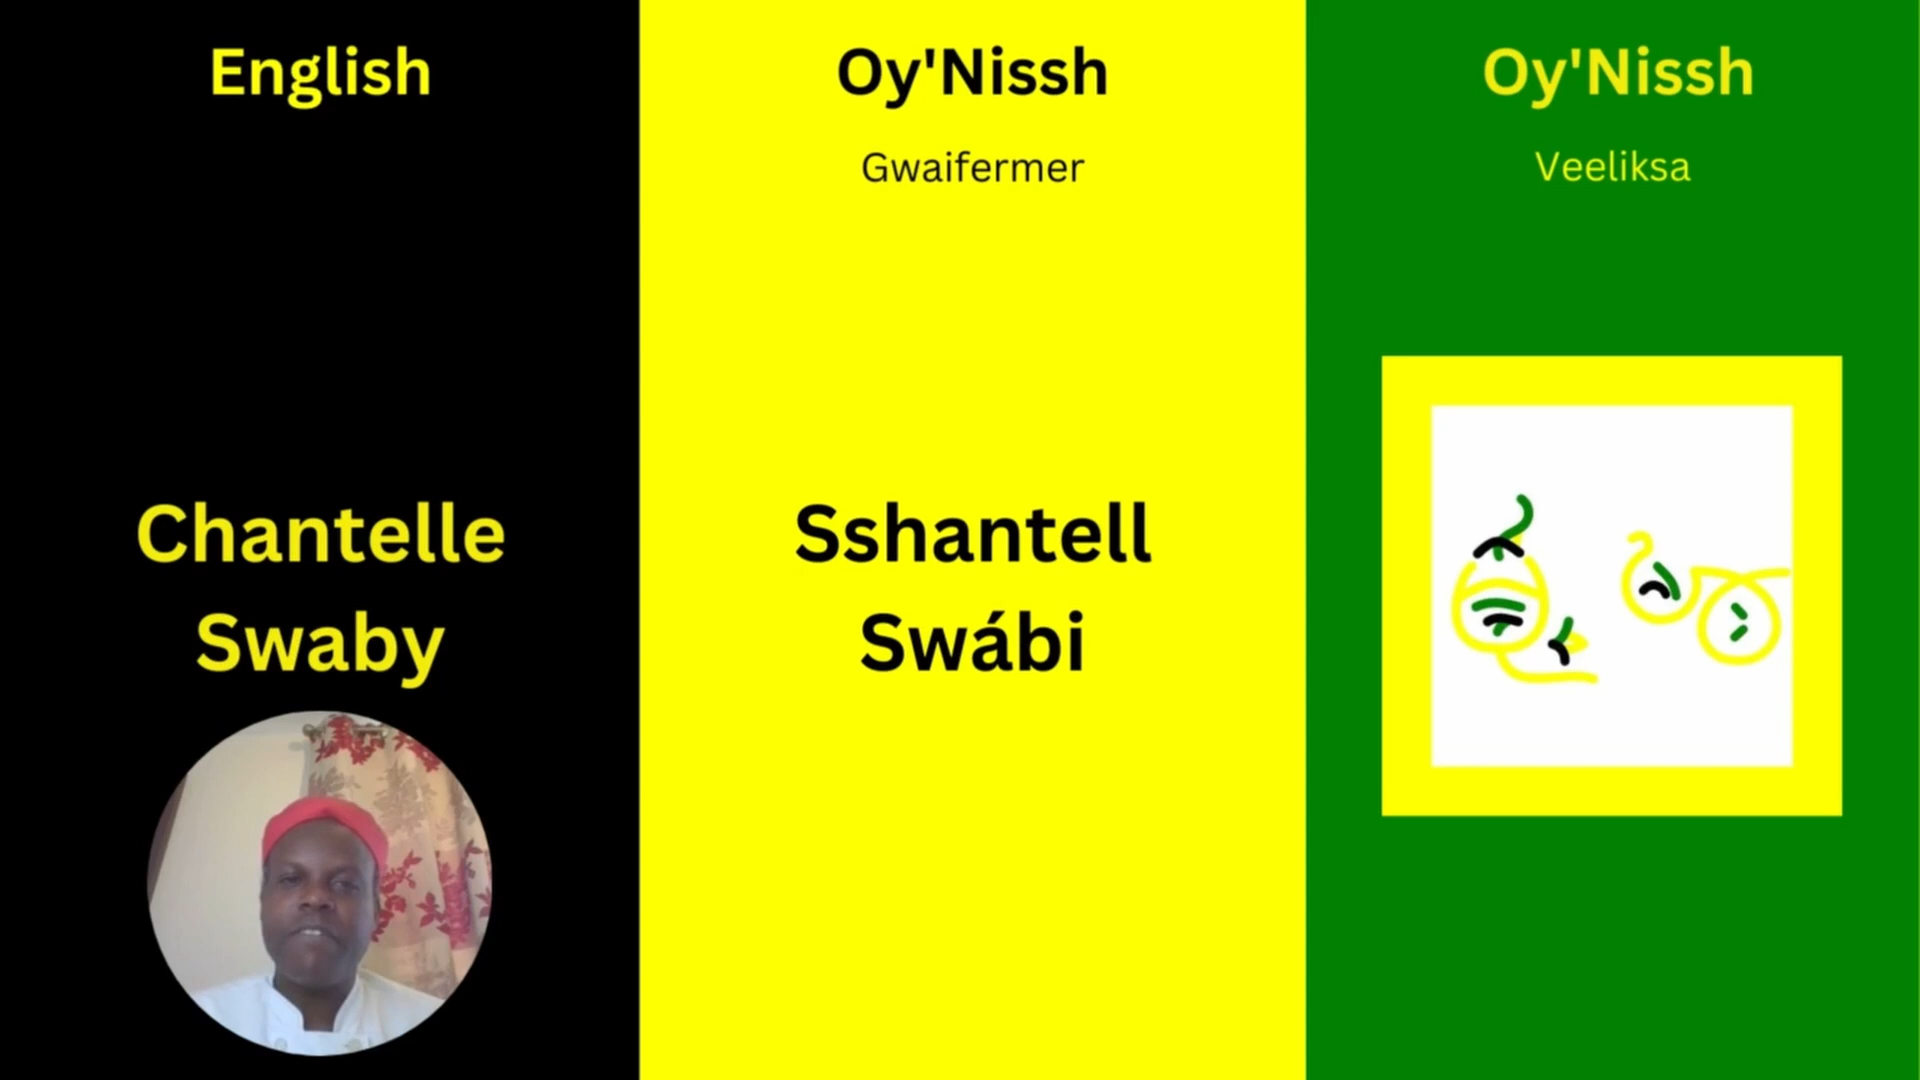 English
Chantelle
Swaby
Oy'Nissh
Gwaifermer
Sshantell
Swábi
Oy'Nissh
Veeliksa